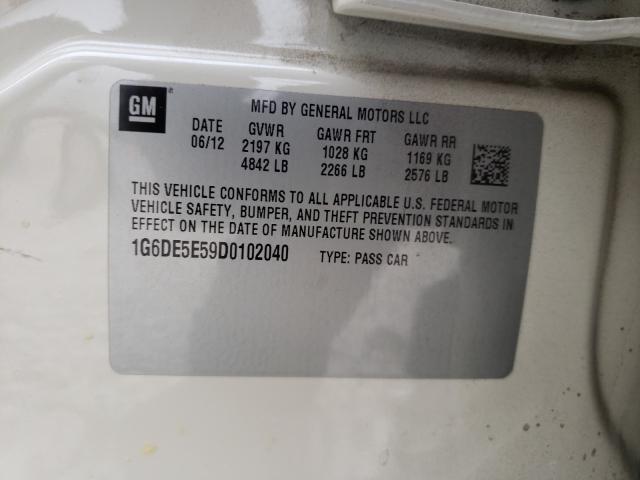 GM
MFD BY GENERAL MOTORS LLC
DATE GVWR GAWR FRT GAWR RR
06/12 2197 KG 1028 KG 1169 KG
4842 LB 2266 LB 2576 LB
THIS VEHICLE CONFORMS TO ALL APPLICABLE U.S. FEDERAL MOTOR
VEHICLE SAFETY, BUMPER, AND THEFT PREVENTION STANDARDS IN
EFFECT ON THE DATE OF MANUFACTURE SHOWN ABOVE.
1G6DE5E59D0102040 TYPE: PASS CAR